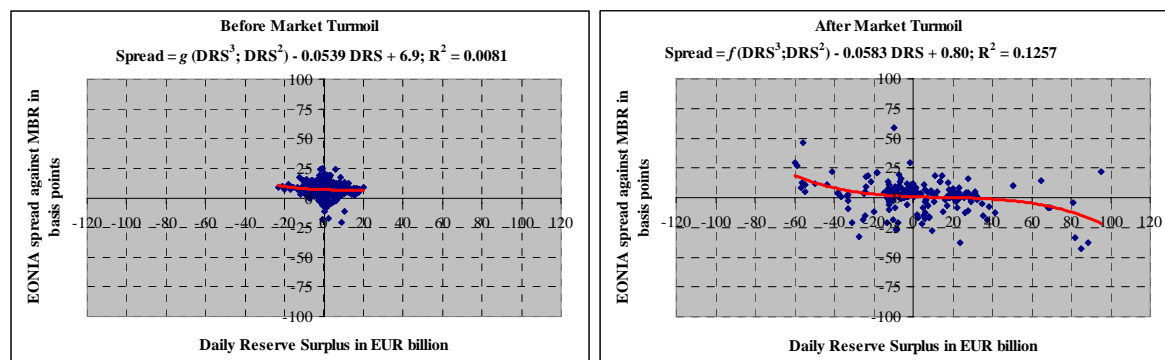 Before Market Turmoil
Spread = g (DRS³; DRS²) - 0.0539 DRS + 6.9; R² = 0.0081
EONIA spread against MBR in
basis points
100
75
50
25
0
-25
-50
-75
-100
-120 -100 -80 -60 -40 -20 0 20 40 60 80 100 120
Daily Reserve Surplus in EUR billion
After Market Turmoil
Spread = f (DRS³;DRS²) - 0.0583 DRS + 0.80; R² = 0.1257
EONIA spread against MBR in
basis points
100
75
50
25
0
-25
-50
-75
-100
-120 -100 -80 -60 -40 -20 0 20 40 60 80 100 120
Daily Reserve Surplus in EUR billion